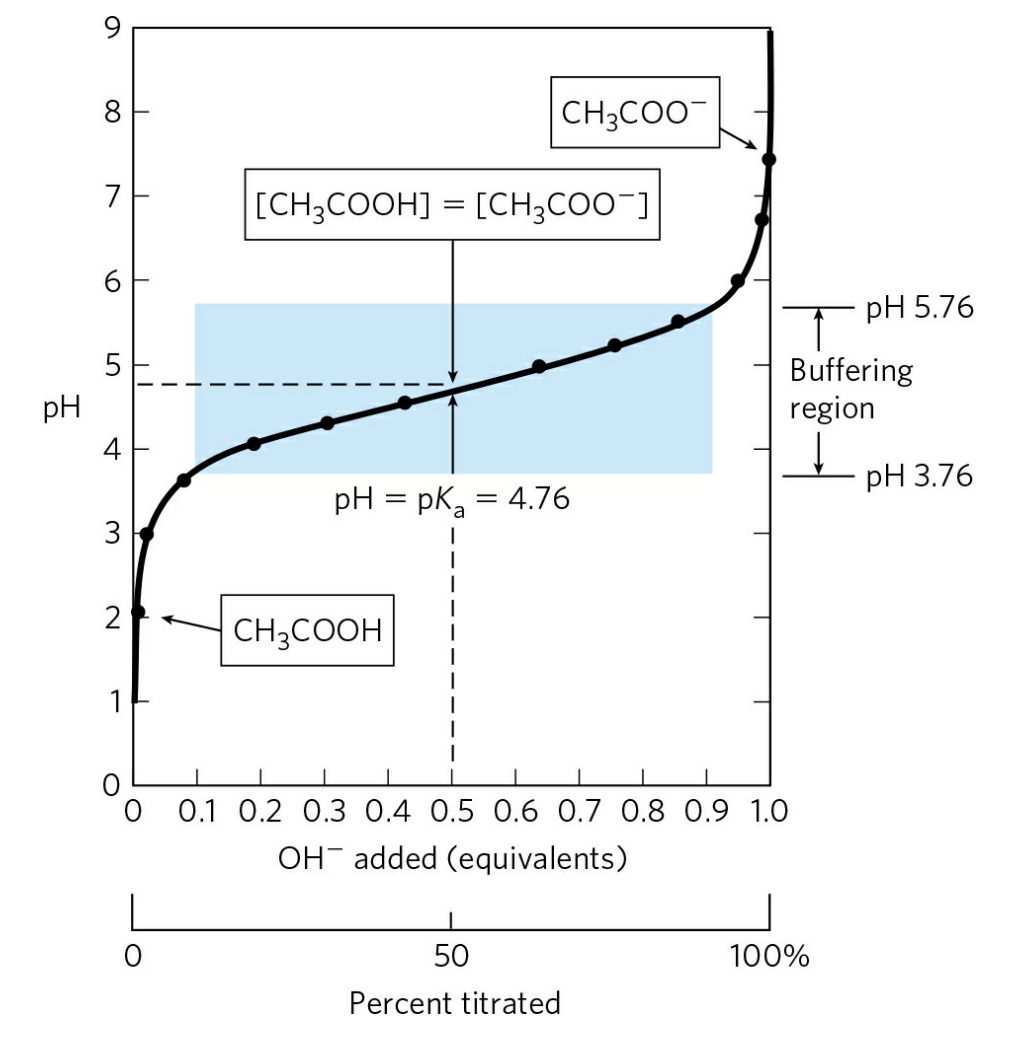 9
8
CH₃COO⁻
7
[CH₃COOH] = [CH₃COO⁻]
6
pH 5.76
5
Buffering
region
pH
4
pH 3.76
pH = pKₐ = 4.76
3
2
CH₃COOH
1
0
0 0.1 0.2 0.3 0.4 0.5 0.6 0.7 0.8 0.9 1.0
OH⁻ added (equivalents)
0 50 100%
Percent titrated